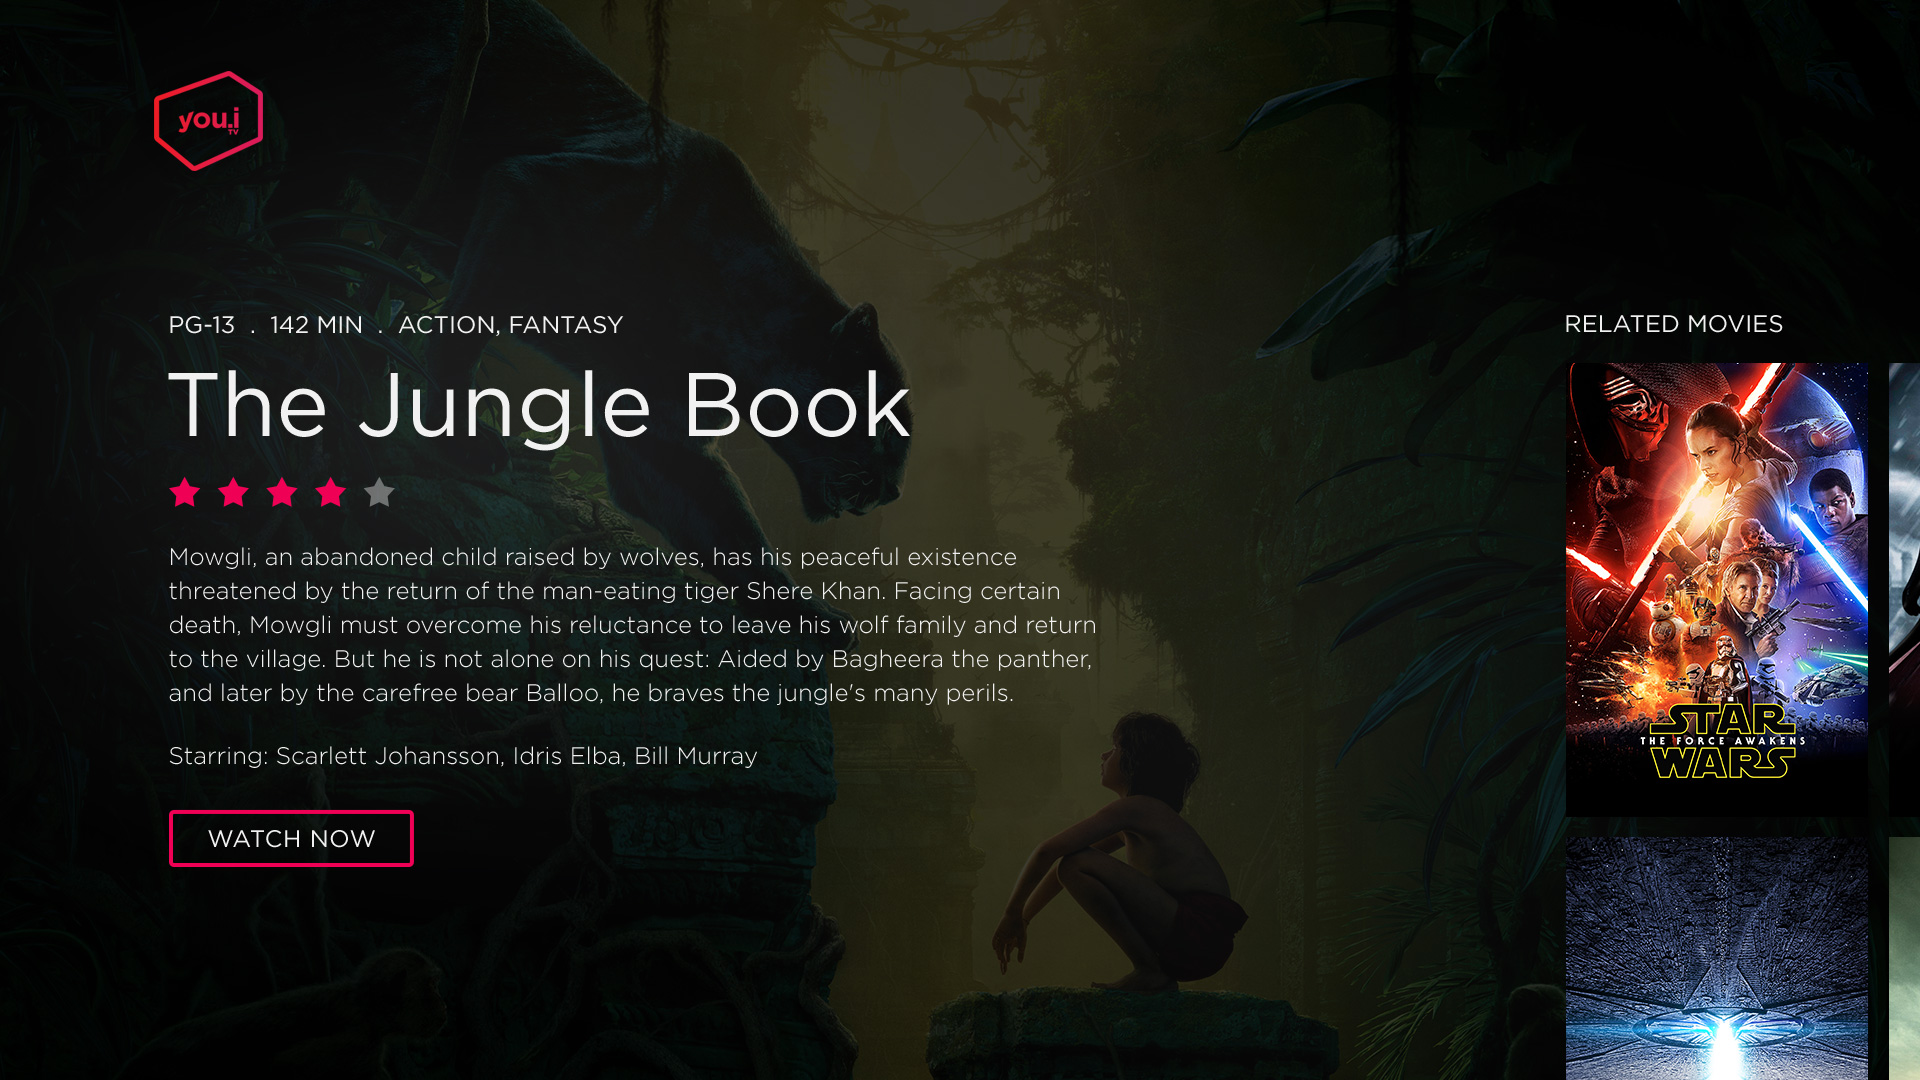 you.i
TV
PG-13 . 142 MIN . ACTION, FANTASY
The Jungle Book
Mowgli, an abandoned child raised by wolves, has his peaceful existence
threatened by the return of the man-eating tiger Shere Khan. Facing certain
death, Mowgli must overcome his reluctance to leave his wolf family and return
to the village. But he is not alone on his quest: Aided by Bagheera the panther,
and later by the carefree bear Balloo, he braves the jungle's many perils.
Starring: Scarlett Johansson, Idris Elba, Bill Murray
WATCH NOW
RELATED MOVIES
STAR
THE FORCE AWAKENS
WARS